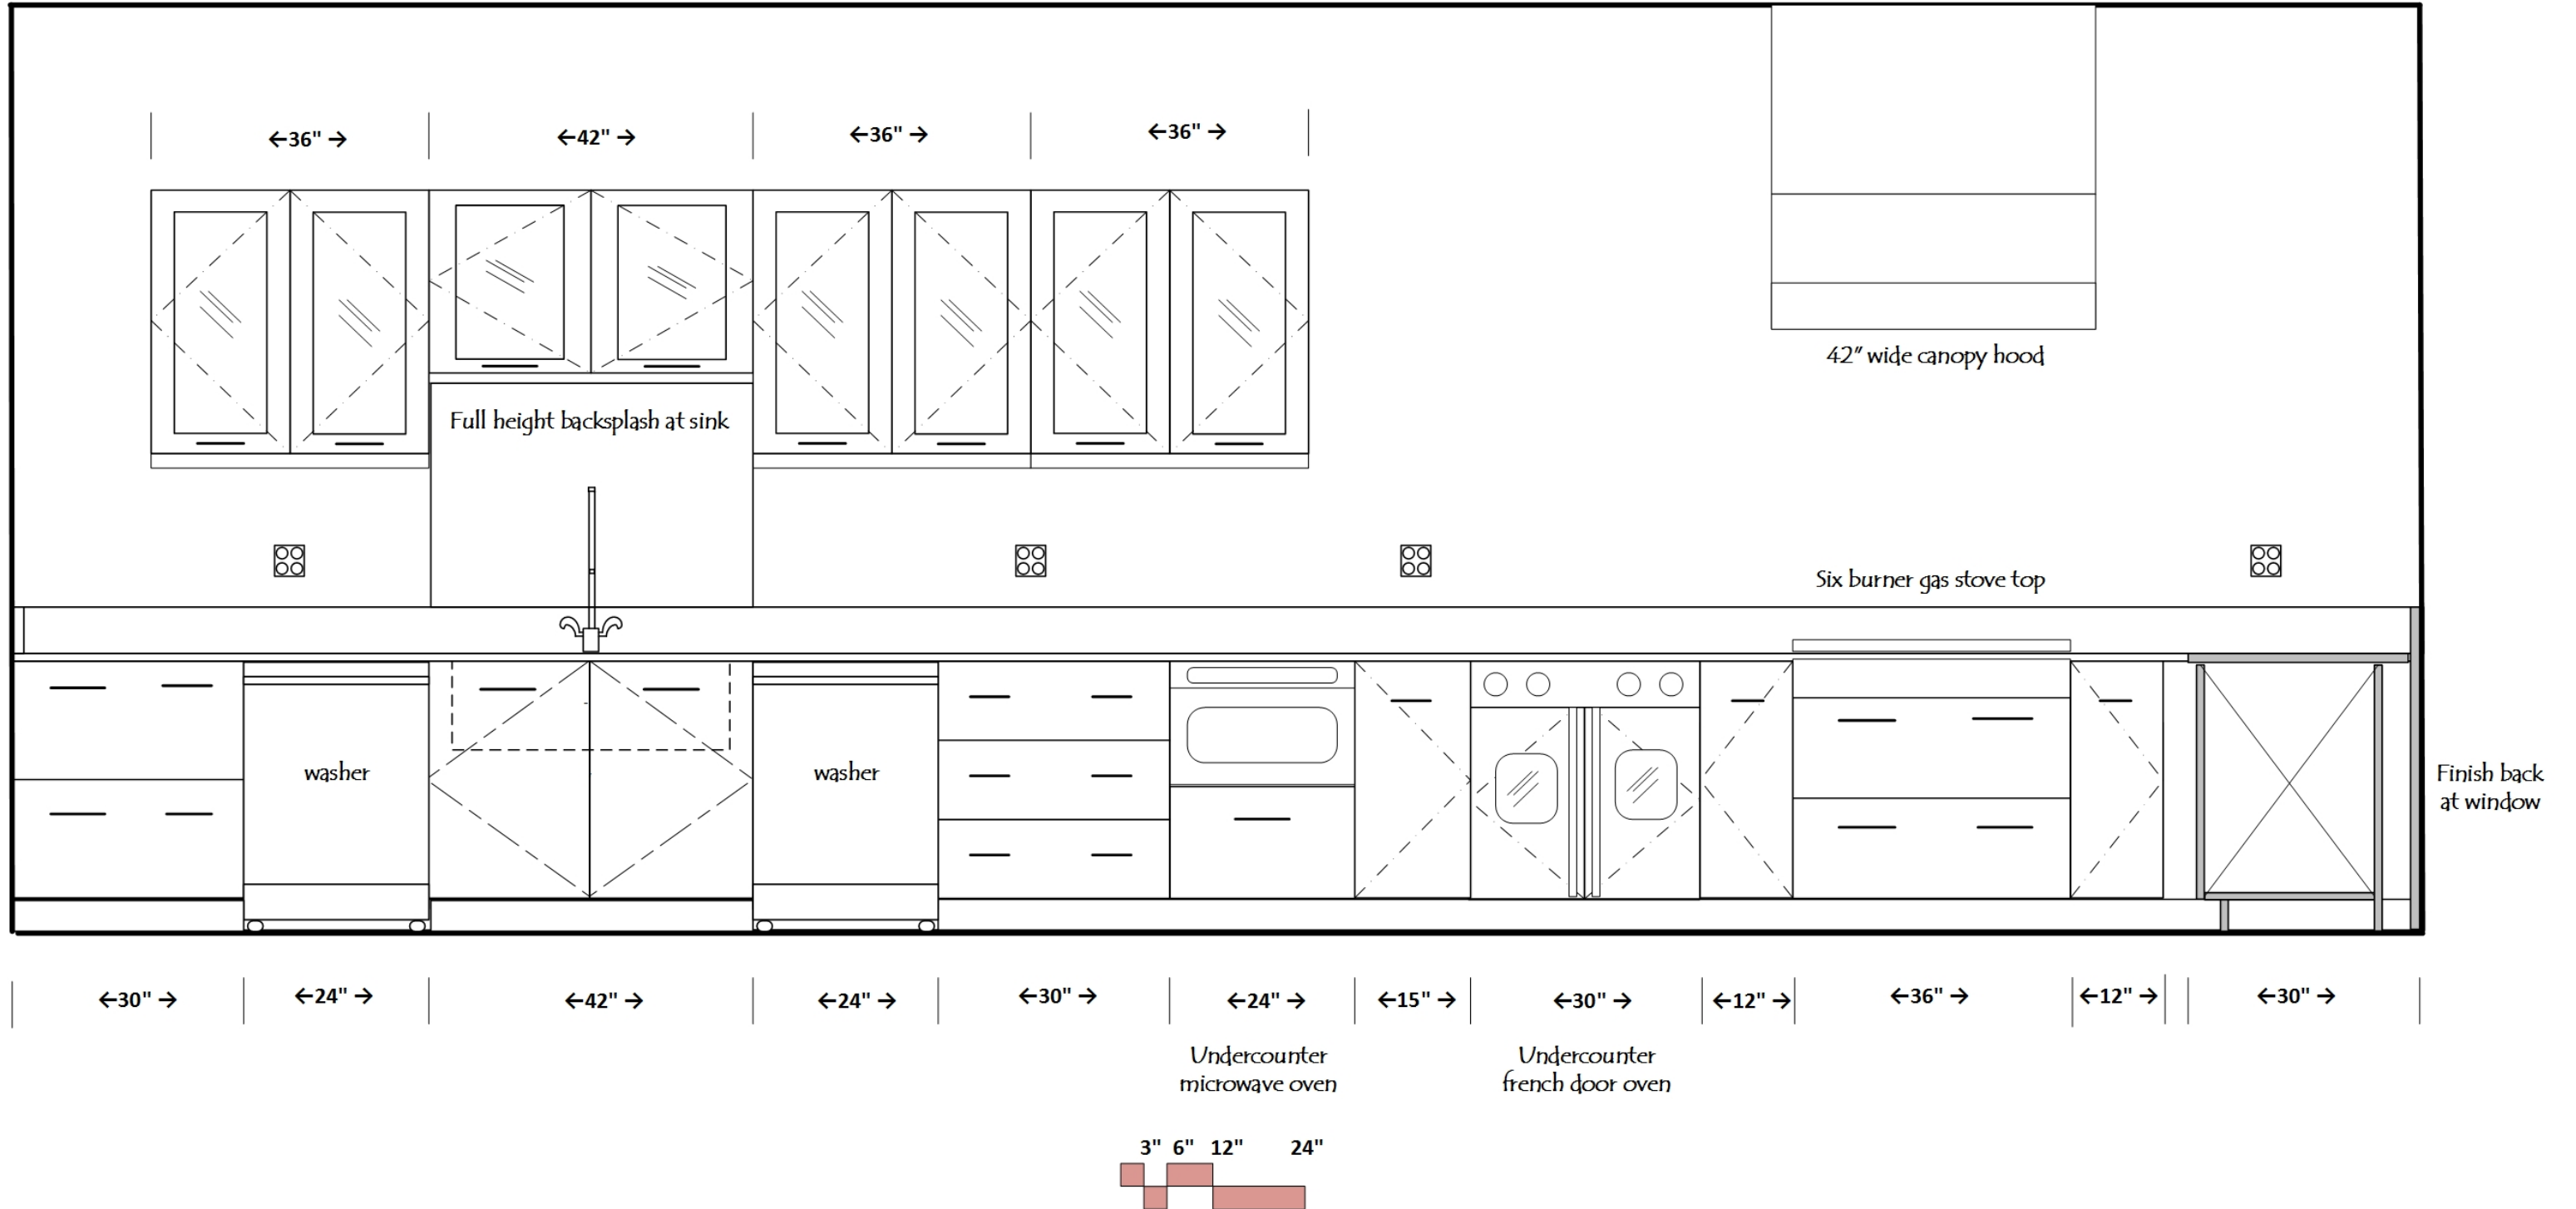 ←36" →
←42" →
←36" →
←36" →
42" wide canopy hood
Full height backsplash at sink
Six burner gas stove top
washer
washer
Finish back
at window
←30" →
←24" →
←42" →
←24" →
←30" →
←24" →
←15" →
←30" →
←12" →
←36" →
←12" →
←30" →
Undercounter
microwave oven
Undercounter
french door oven
3" 6" 12" 24"